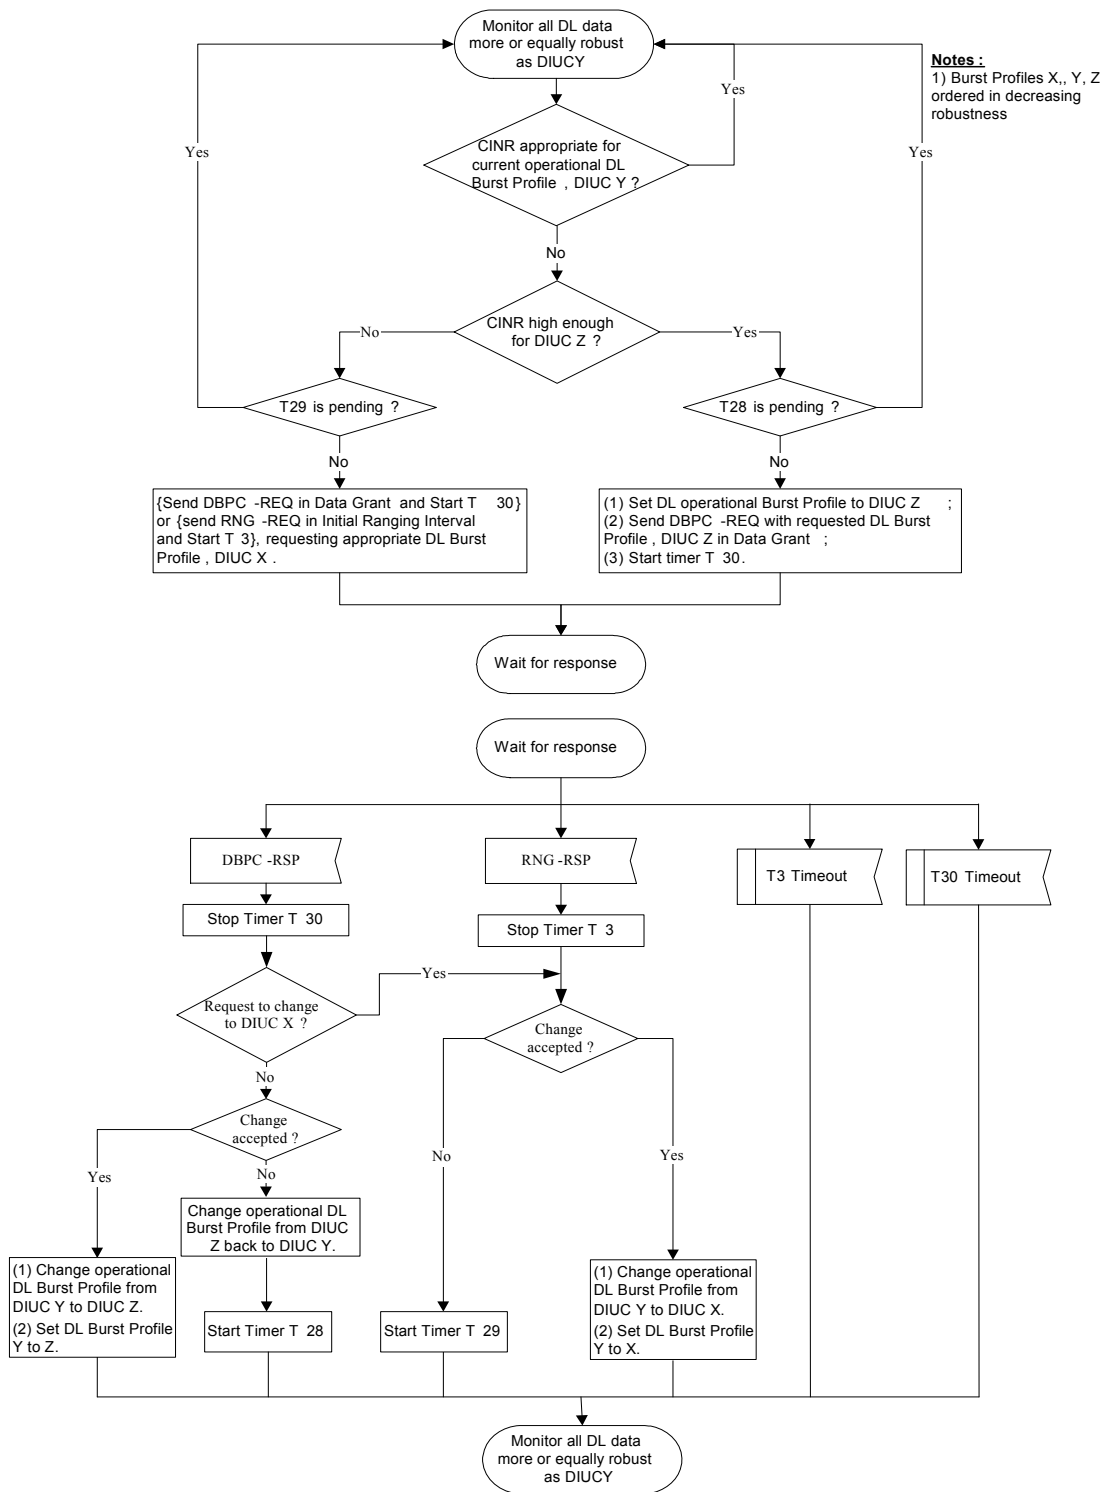 Monitor all DL data
more or equally robust
as DIUCY
Notes :
1) Burst Profiles X,, Y, Z
ordered in decreasing
robustness
Yes
Yes
Yes
CINR appropriate for
current operational DL
Burst Profile , DIUC Y ?
No
CINR high enough
for DIUC Z ?
No
Yes
T29 is pending ?
T28 is pending ?
No
No
{Send DBPC -REQ in Data Grant and Start T 30}
or {send RNG -REQ in Initial Ranging Interval
and Start T 3}, requesting appropriate DL Burst
Profile , DIUC X .
(1) Set DL operational Burst Profile to DIUC Z ;
(2) Send DBPC -REQ with requested DL Burst
Profile , DIUC Z in Data Grant ;
(3) Start timer T 30.
Wait for response
Wait for response
DBPC -RSP
RNG -RSP
T3 Timeout
T30 Timeout
Stop Timer T 30
Stop Timer T 3
Yes
Request to change
to DIUC X ?
Change
accepted ?
No
Change
accepted ?
Yes
No
No
Yes
Change operational DL
Burst Profile from DIUC
Z back to DIUC Y.
(1) Change operational
DL Burst Profile from
DIUC Y to DIUC Z.
(2) Set DL Burst Profile
Y to Z.
(1) Change operational
DL Burst Profile from
DIUC Y to DIUC X.
(2) Set DL Burst Profile
Y to X.
Start Timer T 28
Start Timer T 29
Monitor all DL data
more or equally robust
as DIUCY